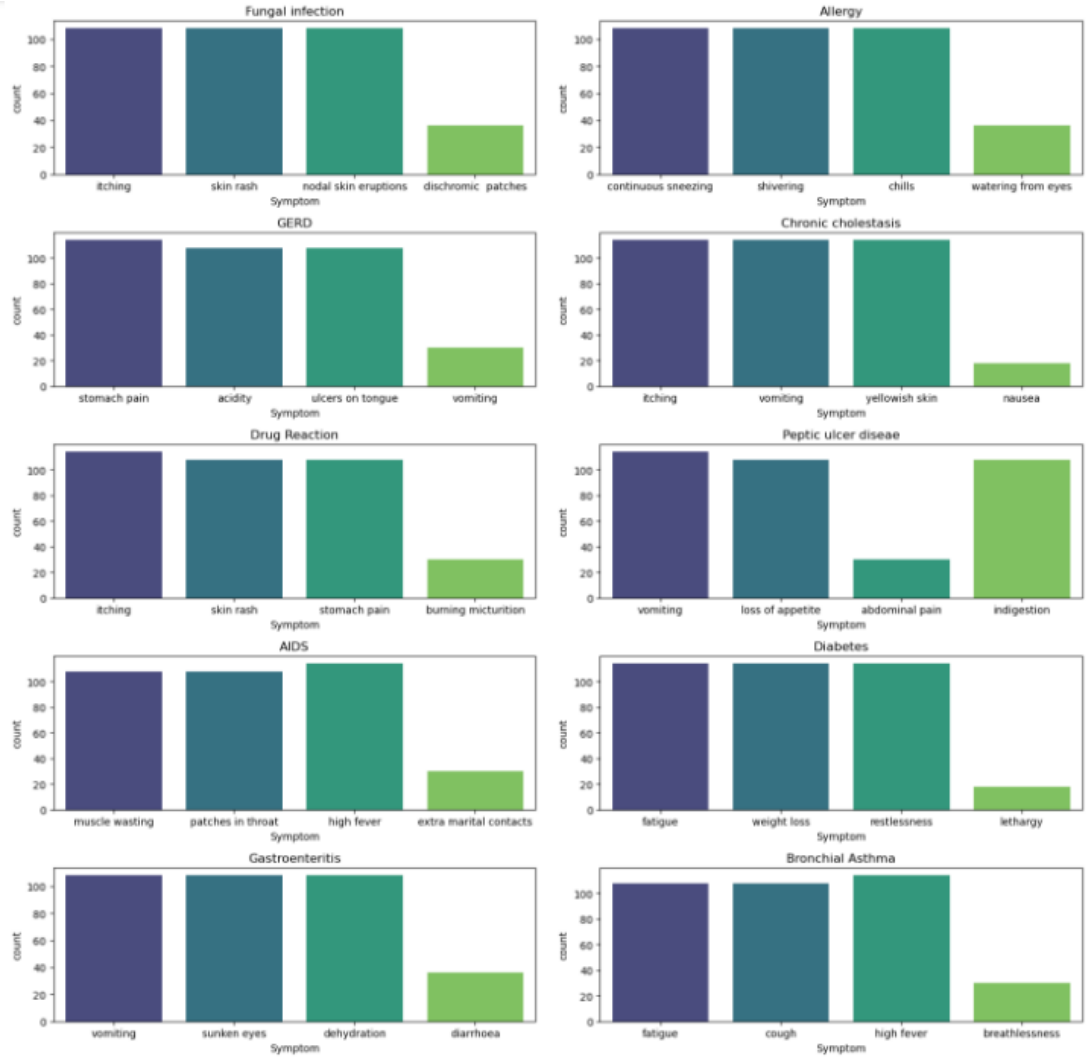 Fungal infection
count
100
80
60
40
20
0
itching skin rash nodal skin eruptions dischromic patches
Symptom
Allergy
count
100
80
60
40
20
0
continuous sneezing shivering chills watering from eyes
Symptom
GERD
count
100
80
60
40
20
0
stomach pain acidity ulcers on tongue vomiting
Symptom
Chronic cholestasis
count
100
80
60
40
20
0
itching vomiting yellowish skin nausea
Symptom
Drug Reaction
count
100
80
60
40
20
0
itching skin rash stomach pain burning micturition
Symptom
Peptic ulcer diseae
count
100
80
60
40
20
0
vomiting loss of appetite abdominal pain indigestion
Symptom
AIDS
count
100
80
60
40
20
0
muscle wasting patches in throat high fever extra marital contacts
Symptom
Diabetes
count
100
80
60
40
20
0
fatigue weight loss restlessness lethargy
Symptom
Gastroenteritis
count
100
80
60
40
20
0
vomiting sunken eyes dehydration diarrhoea
Symptom
Bronchial Asthma
count
100
80
60
40
20
0
fatigue cough high fever breathlessness
Symptom